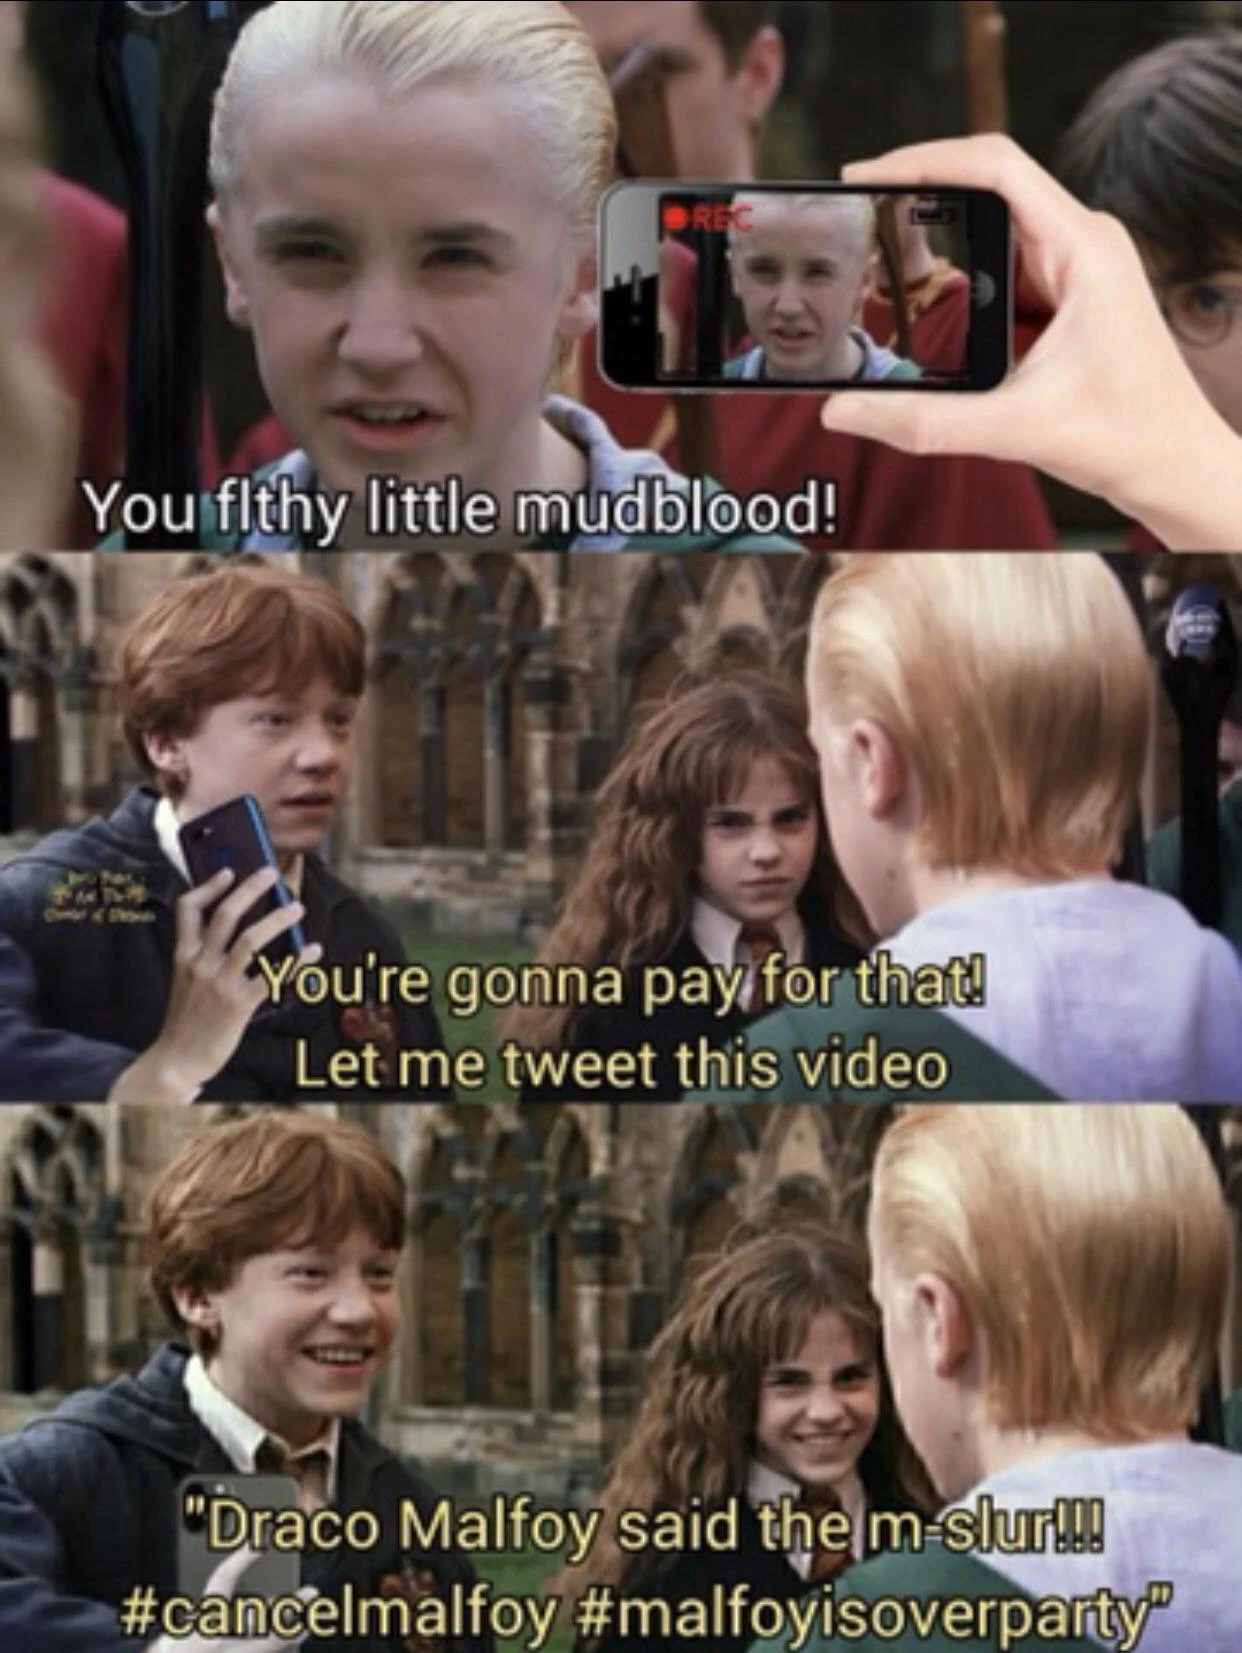 REC
You flthy little mudblood!
You're gonna pay for that!
Let me tweet this video
"Draco Malfoy said the m-slur!!!
#cancelmalfoy #malfoyisoverparty"